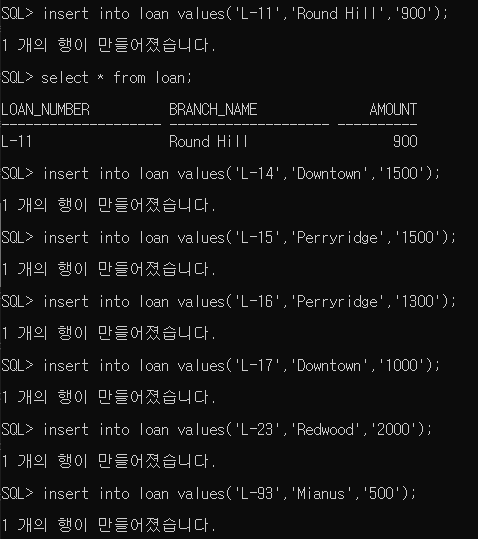 SQL> insert into loan values('L-11','Round Hill','900');
1 개의 행이 만들어졌습니다.
SQL> select * from loan;
LOAN_NUMBER BRANCH_NAME AMOUNT
-------------------- -------------------- ----------
L-11 Round Hill 900
SQL> insert into loan values('L-14','Downtown','1500');
1 개의 행이 만들어졌습니다.
SQL> insert into loan values('L-15','Perryridge','1500');
1 개의 행이 만들어졌습니다.
SQL> insert into loan values('L-16','Perryridge','1300');
1 개의 행이 만들어졌습니다.
SQL> insert into loan values('L-17','Downtown','1000');
1 개의 행이 만들어졌습니다.
SQL> insert into loan values('L-23','Redwood','2000');
1 개의 행이 만들어졌습니다.
SQL> insert into loan values('L-93','Mianus','500');
1 개의 행이 만들어졌습니다.